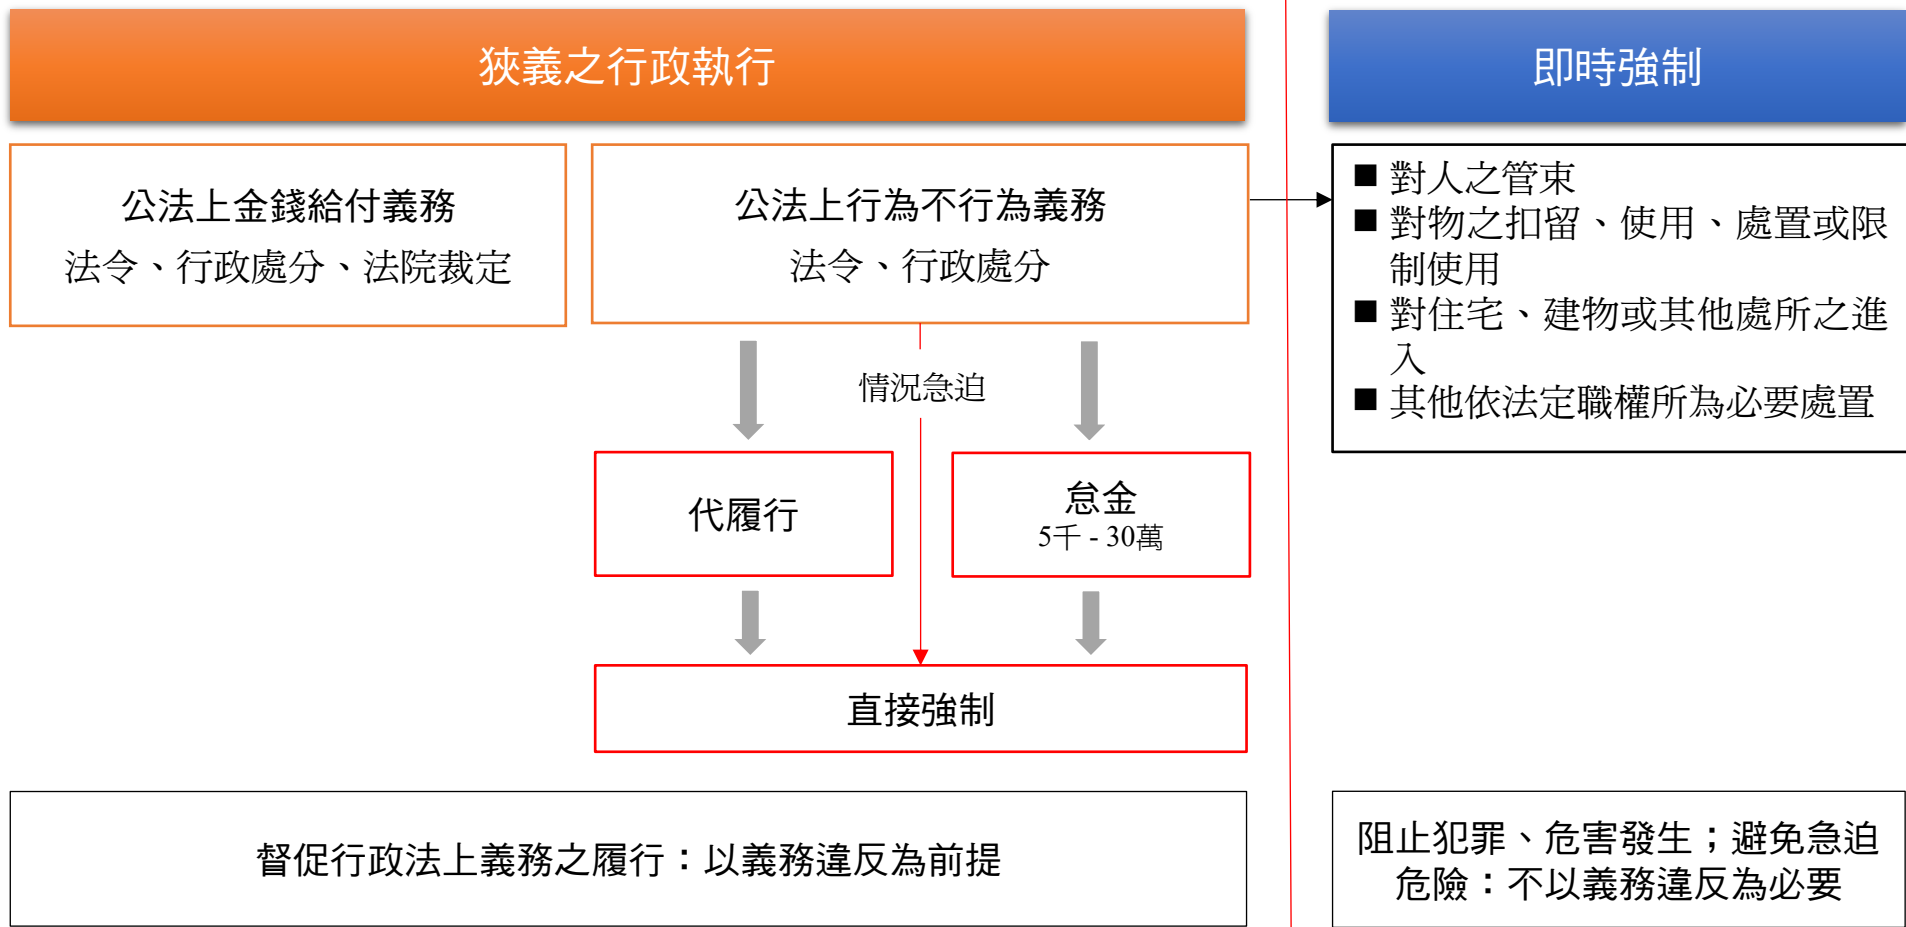 狹義之行政執行
即時強制
公法上金錢給付義務
法令、行政處分、法院裁定
公法上行為不行為義務
法令、行政處分
■ 對人之管束
■ 對物之扣留、使用、處置或限
制使用
■ 對住宅、建物或其他處所之進
入
■ 其他依法定職權所為必要處置
情況急迫
代履行
怠金
5千 - 30萬
直接強制
督促行政法上義務之履行：以義務違反為前提
阻止犯罪、危害發生；避免急迫
危險：不以義務違反為必要